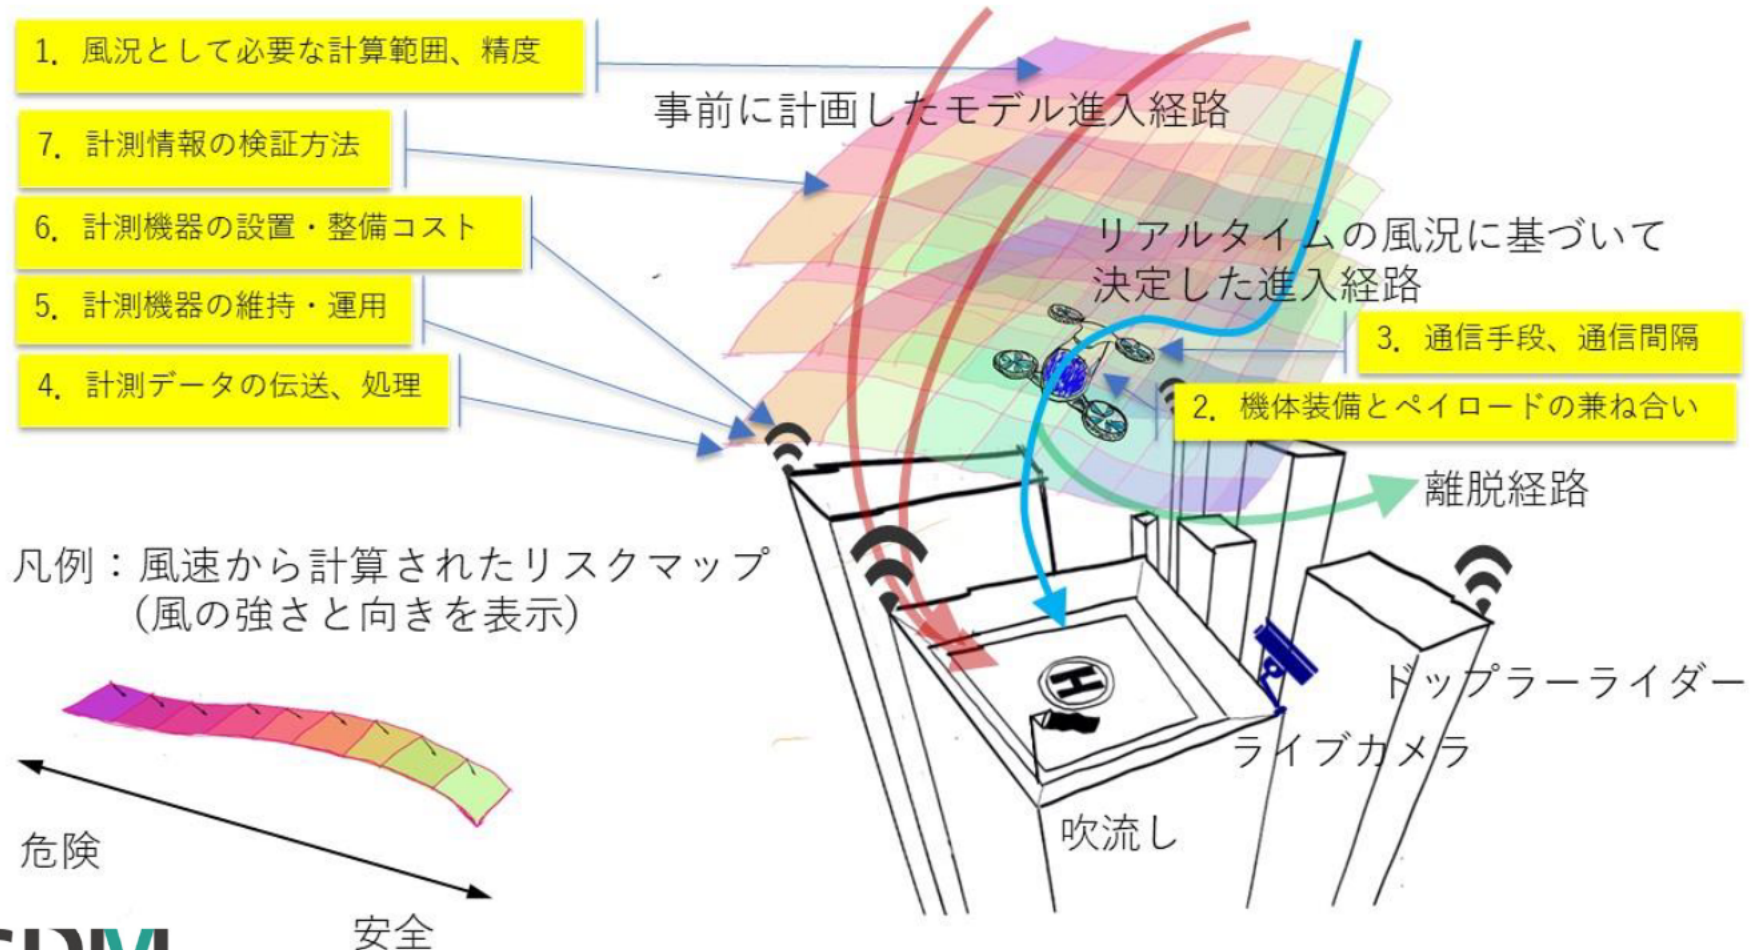 1. 風況として必要な計算範囲、精度
事前に計画したモデル進入経路
7. 計測情報の検証方法
6. 計測機器の設置・整備コスト
リアルタイムの風況に基づいて
決定した進入経路
5. 計測機器の維持・運用
3. 通信手段、通信間隔
4. 計測データの伝送、処理
2. 機体装備とペイロードの兼ね合い
離脱経路
凡例：風速から計算されたリスクマップ
(風の強さと向きを表示)
H
ドップラーライダー
ライブカメラ
吹流し
危険
安全